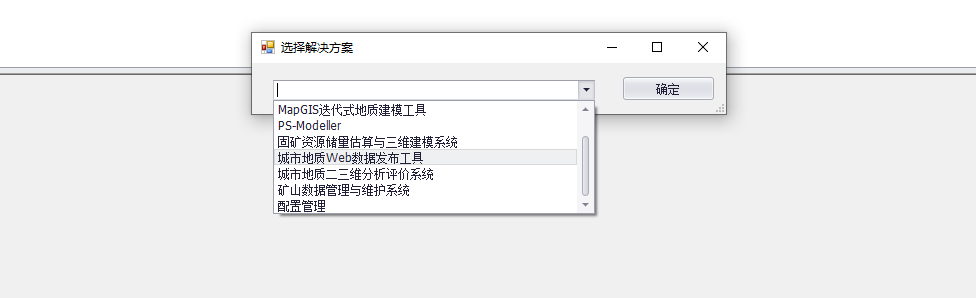 选择解决方案
确定
MapGIS迭代式地质建模工具
PS-Modeller
固矿资源储量估算与三维建模系统
城市地质Web数据发布工具
城市地质二三维分析评价系统
矿山数据管理与维护系统
配置管理